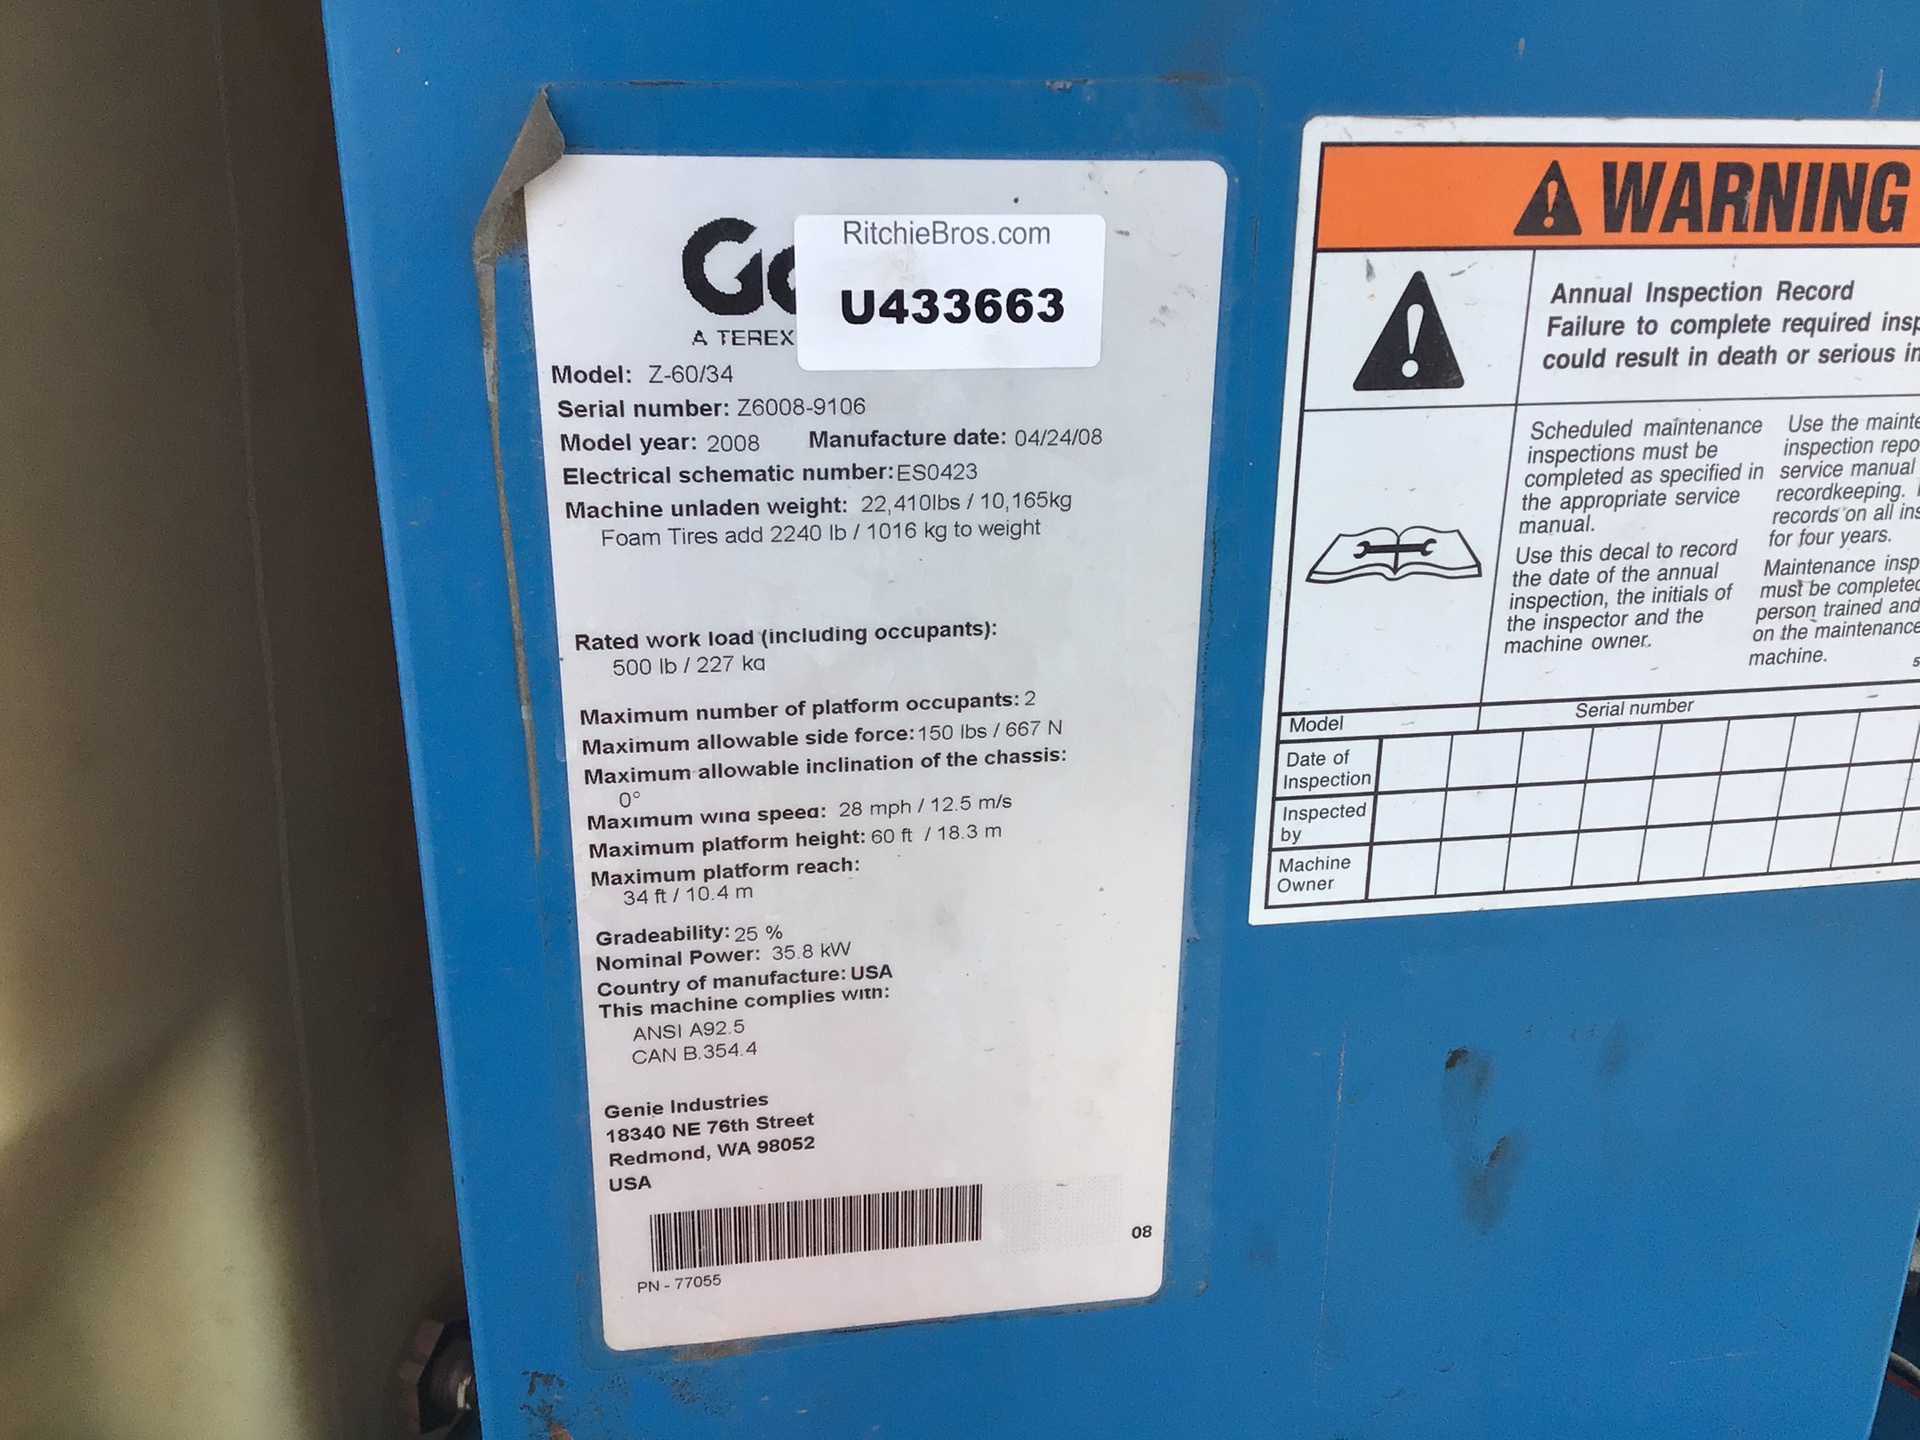 RitchieBros.com
U433663
A TEREX
Model: Z-60/34
Serial number: Z6008-9106
Model year: 2008 Manufacture date: 04/24/08
Electrical schematic number: ES0423
Machine unladen weight: 22,410lbs / 10,165kg
Foam Tires add 2240 lb / 1016 kg to weight
Rated work load (including occupants):
500 lb / 227 kg
Maximum number of platform occupants: 2
Maximum allowable side force: 150 lbs / 667 N
Maximum allowable inclination of the chassis:
0°
Maximum wind speed: 28 mph / 12.5 m/s
Maximum platform height: 60 ft / 18.3 m
Maximum platform reach:
34 ft / 10.4 m
Gradeability: 25 %
Nominal Power: 35.8 kW
Country of manufacture: USA
This machine complies with:
ANSI A92.5
CAN B.354.4
Genie Industries
18340 NE 76th Street
Redmond, WA 98052
USA
08
PN - 77055
WARNING
Annual Inspection Record
Failure to complete required
could result in death or serious
Scheduled maintenance
inspections must be
completed as specified in
the appropriate service
manual.
Use this decal to record
the date of the annual
inspection, the initials of
the inspector and the
machine owner.
Use the
inspection
service manual
recordkeeping.
records on all
for four years.
Maintenance
must be
person trained and
on the maintenance
machine.
Model
Serial number
Date of
Inspection
Inspected
by
Machine
Owner